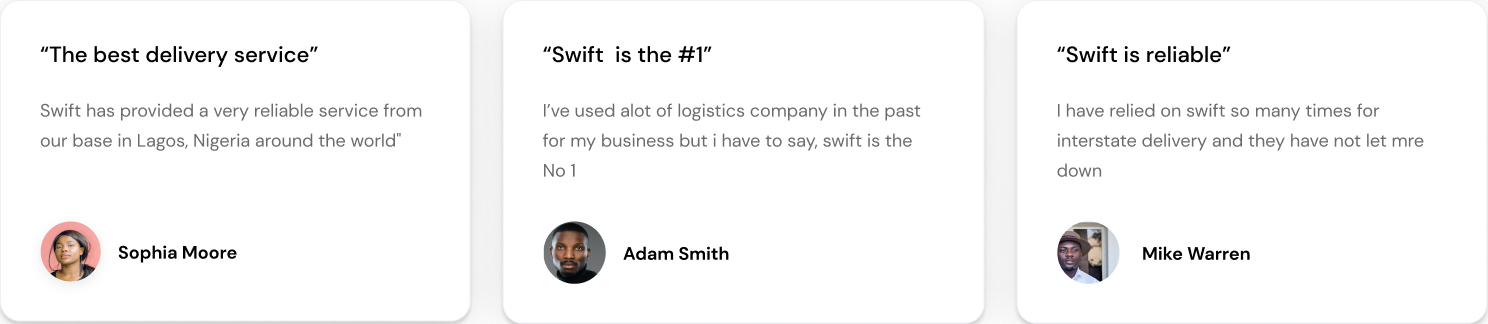 “The best delivery service”
Swift has provided a very reliable service from
our base in Lagos, Nigeria around the world"
Sophia Moore
“Swift  is the #1”
I’ve used alot of logistics company in the past
for my business but i have to say, swift is the
No 1
Adam Smith
“Swift is reliable”
I have relied on swift so many times for
interstate delivery and they have not let mre
down
Mike Warren